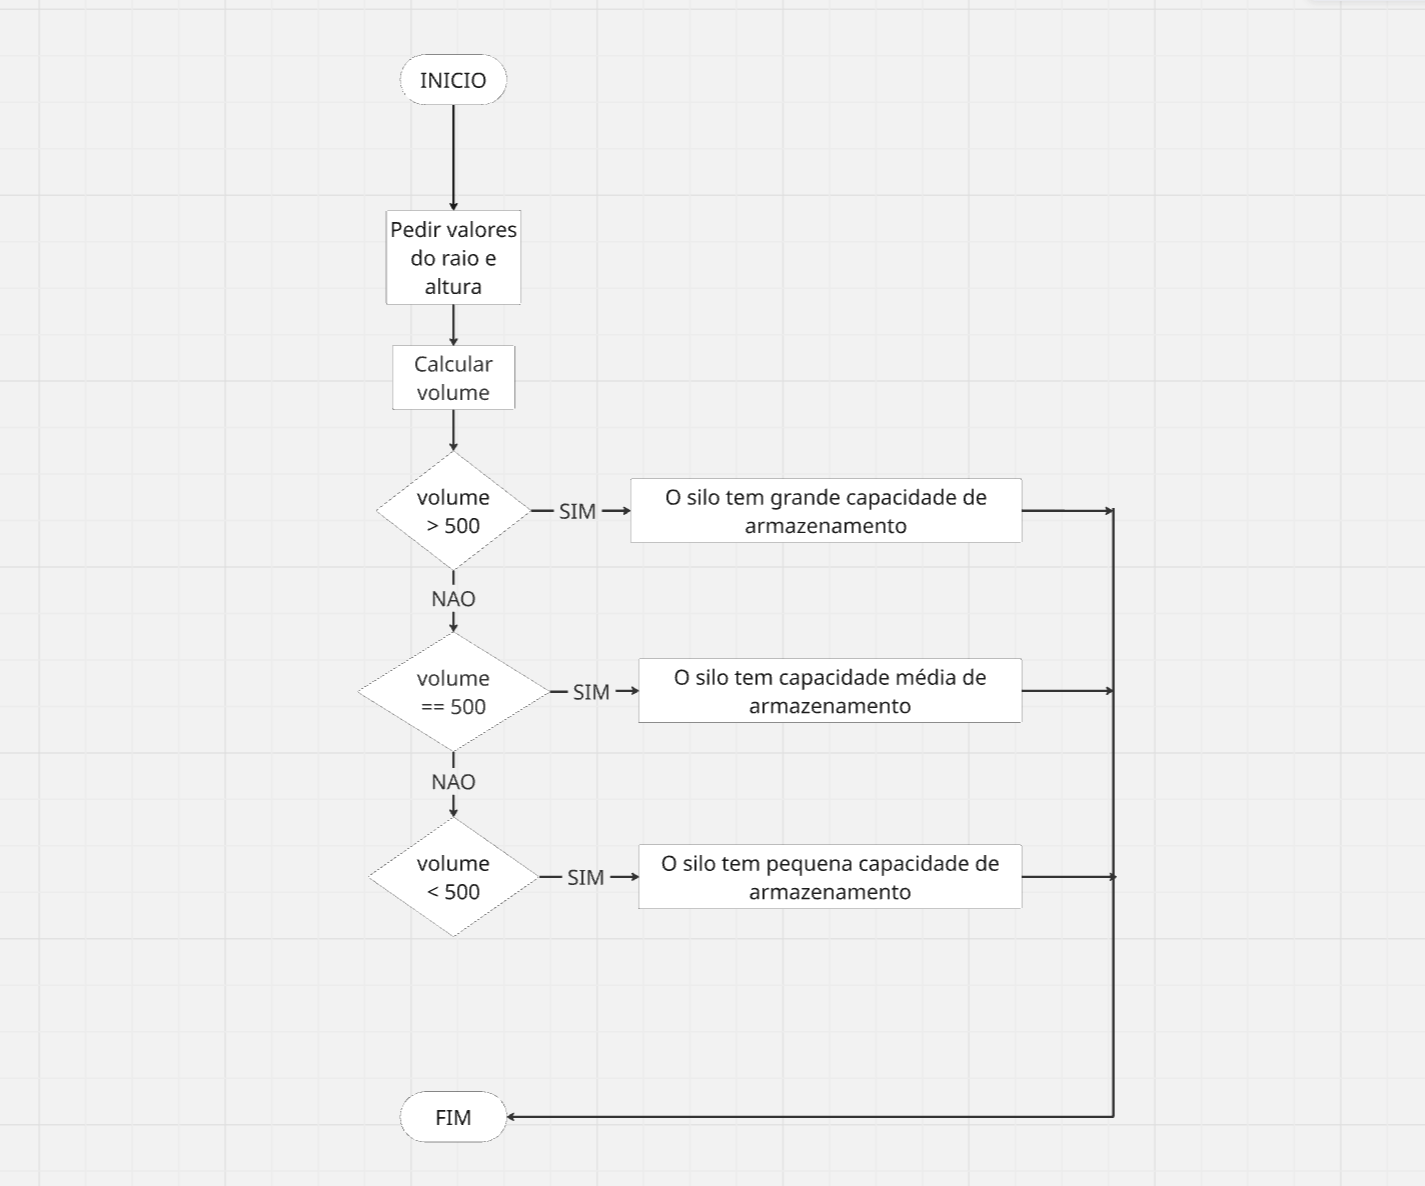 INICIO
Pedir valores
do raio e
altura
Calcular
volume
volume
> 500
SIM
O silo tem grande capacidade de
armazenamento
NAO
volume
== 500
SIM
O silo tem capacidade média de
armazenamento
NAO
volume
< 500
SIM
O silo tem pequena capacidade de
armazenamento
FIM